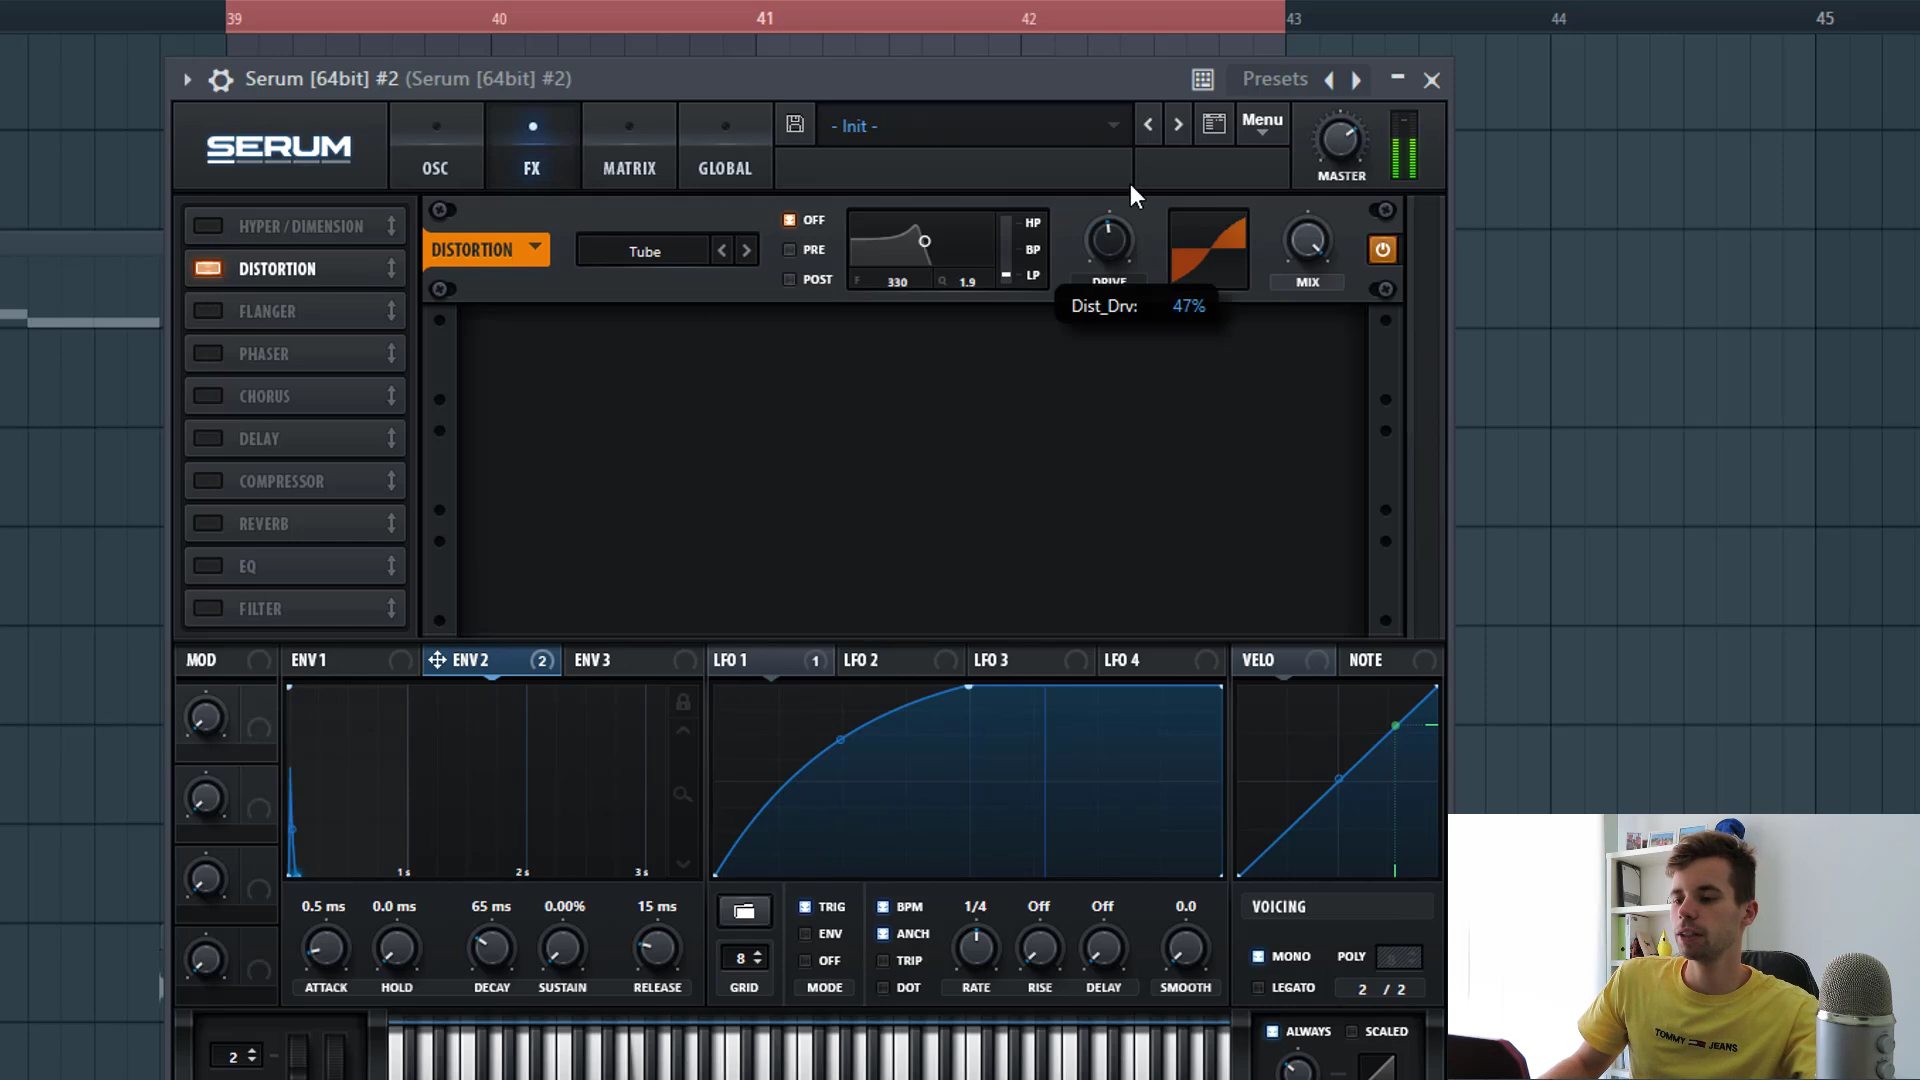 39 40 41 42 43 44 45
Serum [64bit] #2 (Serum [64bit] #2) Presets
SERUM
OSC FX MATRIX GLOBAL
- Init -
Menu
MASTER
HYPER / DIMENSION
DISTORTION
FLANGER
PHASER
CHORUS
DELAY
COMPRESSOR
REVERB
EQ
FILTER
DISTORTION
Tube
OFF
PRE
POST
F 330 Q 1.9
HP
BP
LP
DRIVE
MIX
Dist_Drv: 47%
MOD ENV 1 ENV 2 2 ENV 3 LFO 1 1 LFO 2 LFO 3 LFO 4 VELO NOTE
1 s 2 s 3 s
0.5 ms 0.0 ms 65 ms 0.00% 15 ms
ATTACK HOLD DECAY SUSTAIN RELEASE
8
GRID
TRIG
ENV
OFF
MODE
BPM
ANCH
TRIP
DOT
1/4 Off Off 0.0
RATE RISE DELAY SMOOTH
VOICING
MONO POLY
LEGATO 2 / 2
2
ALWAYS SCALED
TOMMY JEANS